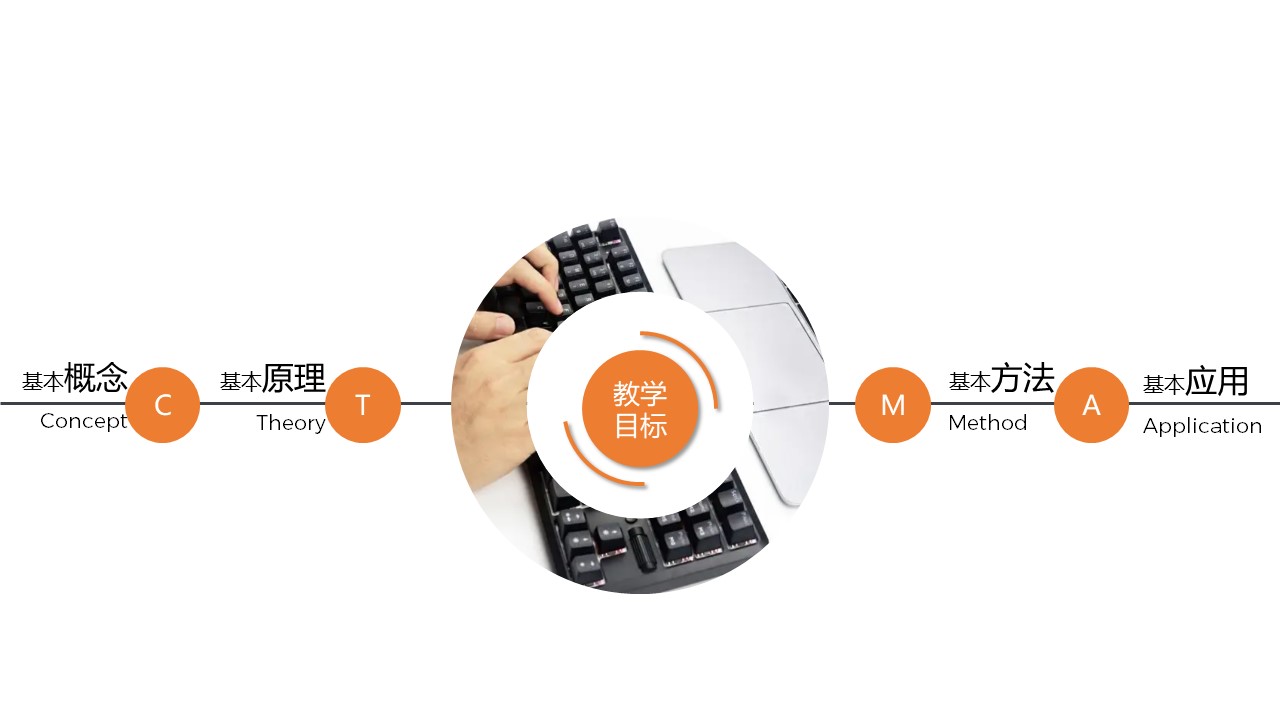 基本概念
Concept
C
基本原理
Theory
T
教学
目标
M
基本方法
Method
A
基本应用
Application